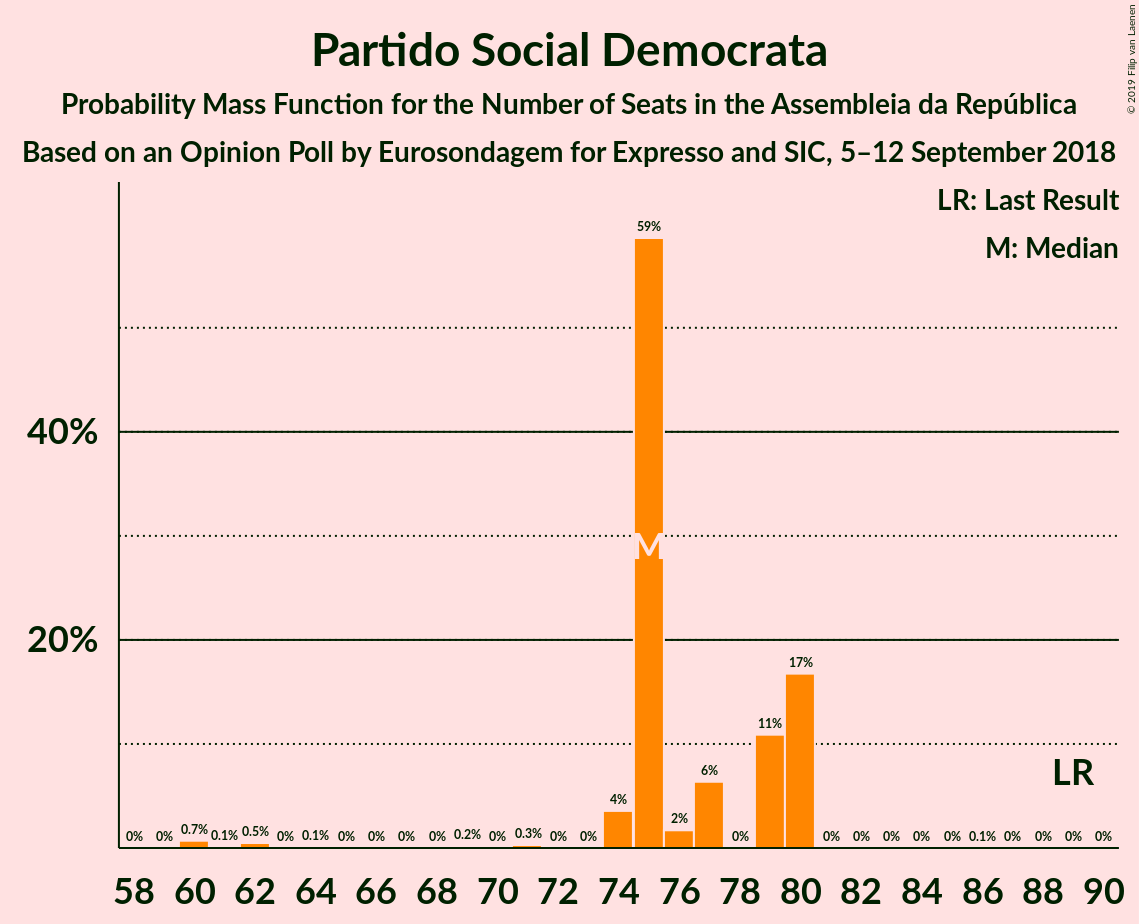 Partido Social Democrata
Probability Mass Function for the Number of Seats in the Assembleia da República
Based on an Opinion Poll by Eurosondagem for Expresso and SIC, 5–12 September 2018
© 2019 Filip van Laenen
LR: Last Result
M: Median
40%
20%
0% 0% 0.7% 0.1% 0.5% 0% 0.1% 0% 0% 0% 0% 0.2% 0% 0.3% 0% 0% 4% 59% 2% 6% 0% 11% 17% 0% 0% 0% 0% 0% 0.1% 0% 0% 0% 0%
M
LR
58 60 62 64 66 68 70 72 74 76 78 80 82 84 86 88 90